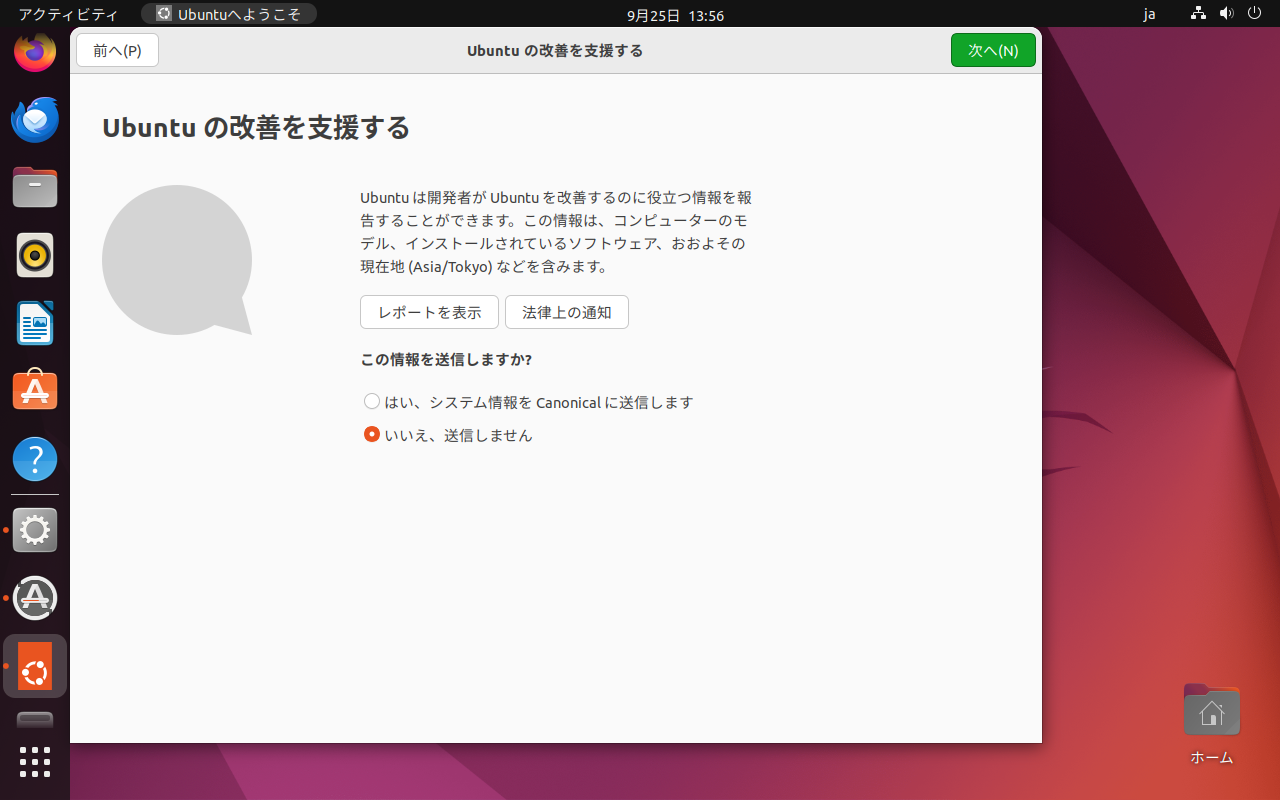 アクティビティ
Ubuntuへようこそ
9月25日 13:56
ja
前へ(P)
Ubuntu の改善を支援する
次へ(N)
Ubuntu の改善を支援する
Ubuntu は開発者が Ubuntu を改善するのに役立つ情報を報
告することができます。この情報は、コンピューターのモ
デル、インストールされているソフトウェア、おおよその
現在地 (Asia/Tokyo) などを含みます。
レポートを表示
法律上の通知
この情報を送信しますか?
はい、システム情報を Canonical に送信します
いいえ、送信しません
ホーム